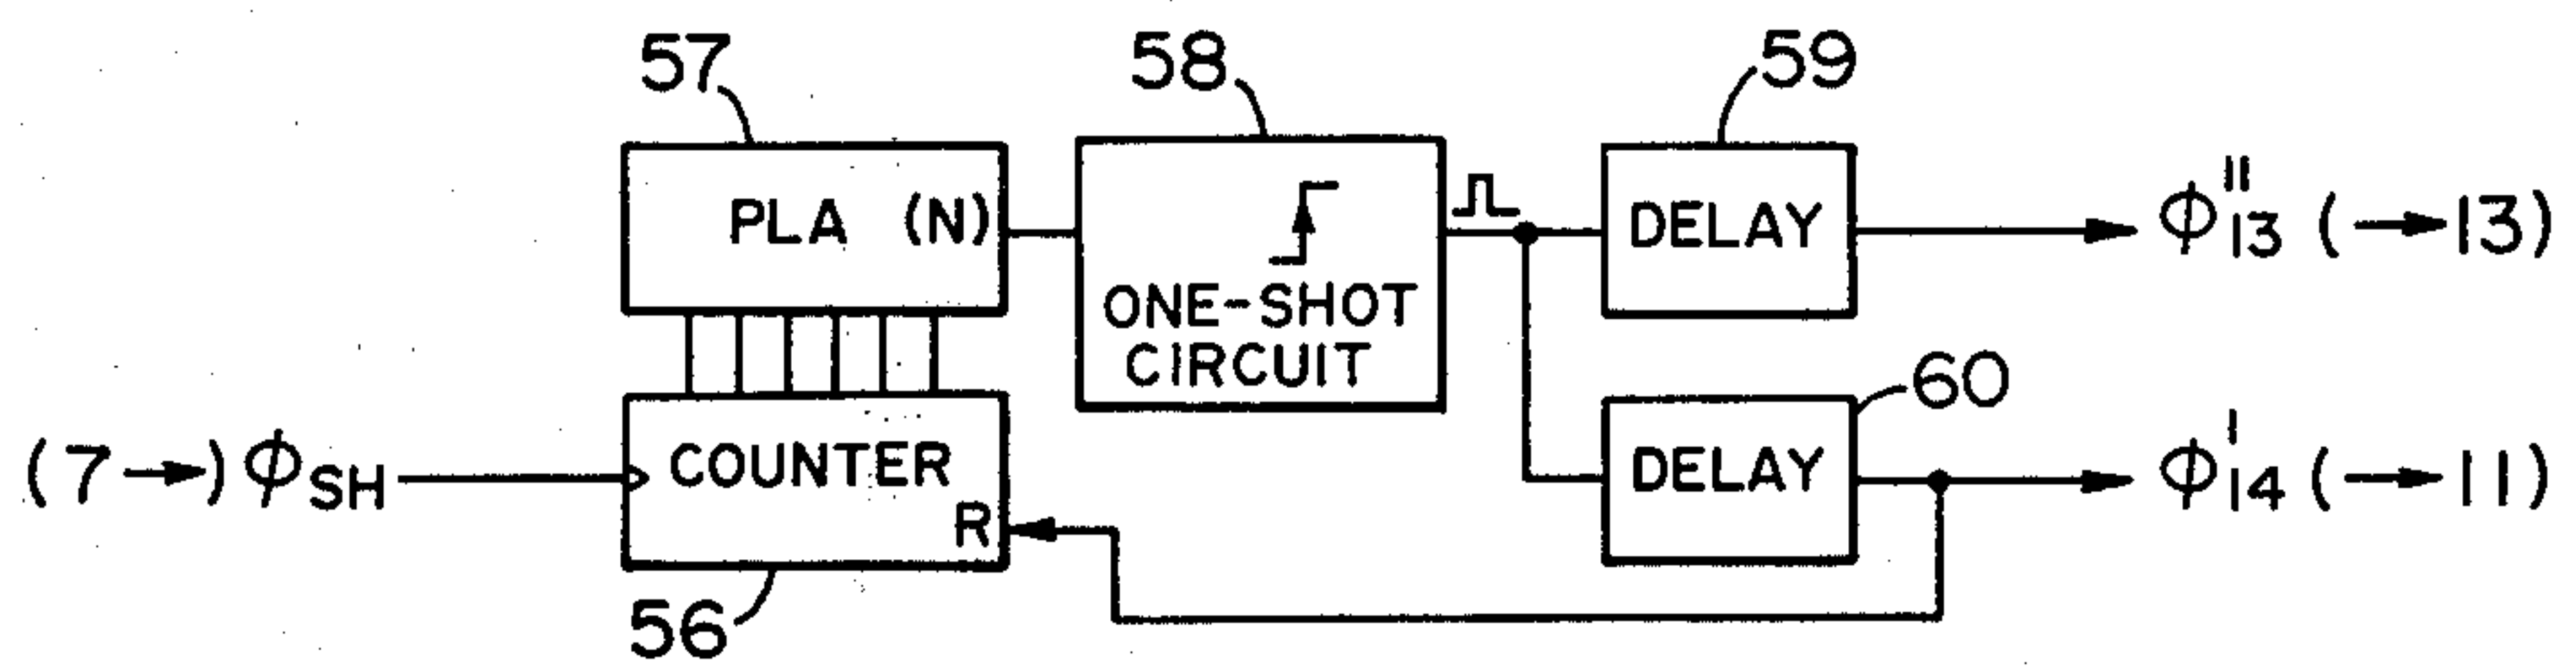 57
58
59
PLA (N)
ONE-SHOT
CIRCUIT
DELAY
ϕ''13 (→13)
60
(7→) ϕSH
COUNTER
R
DELAY
ϕ'14 (→11)
56